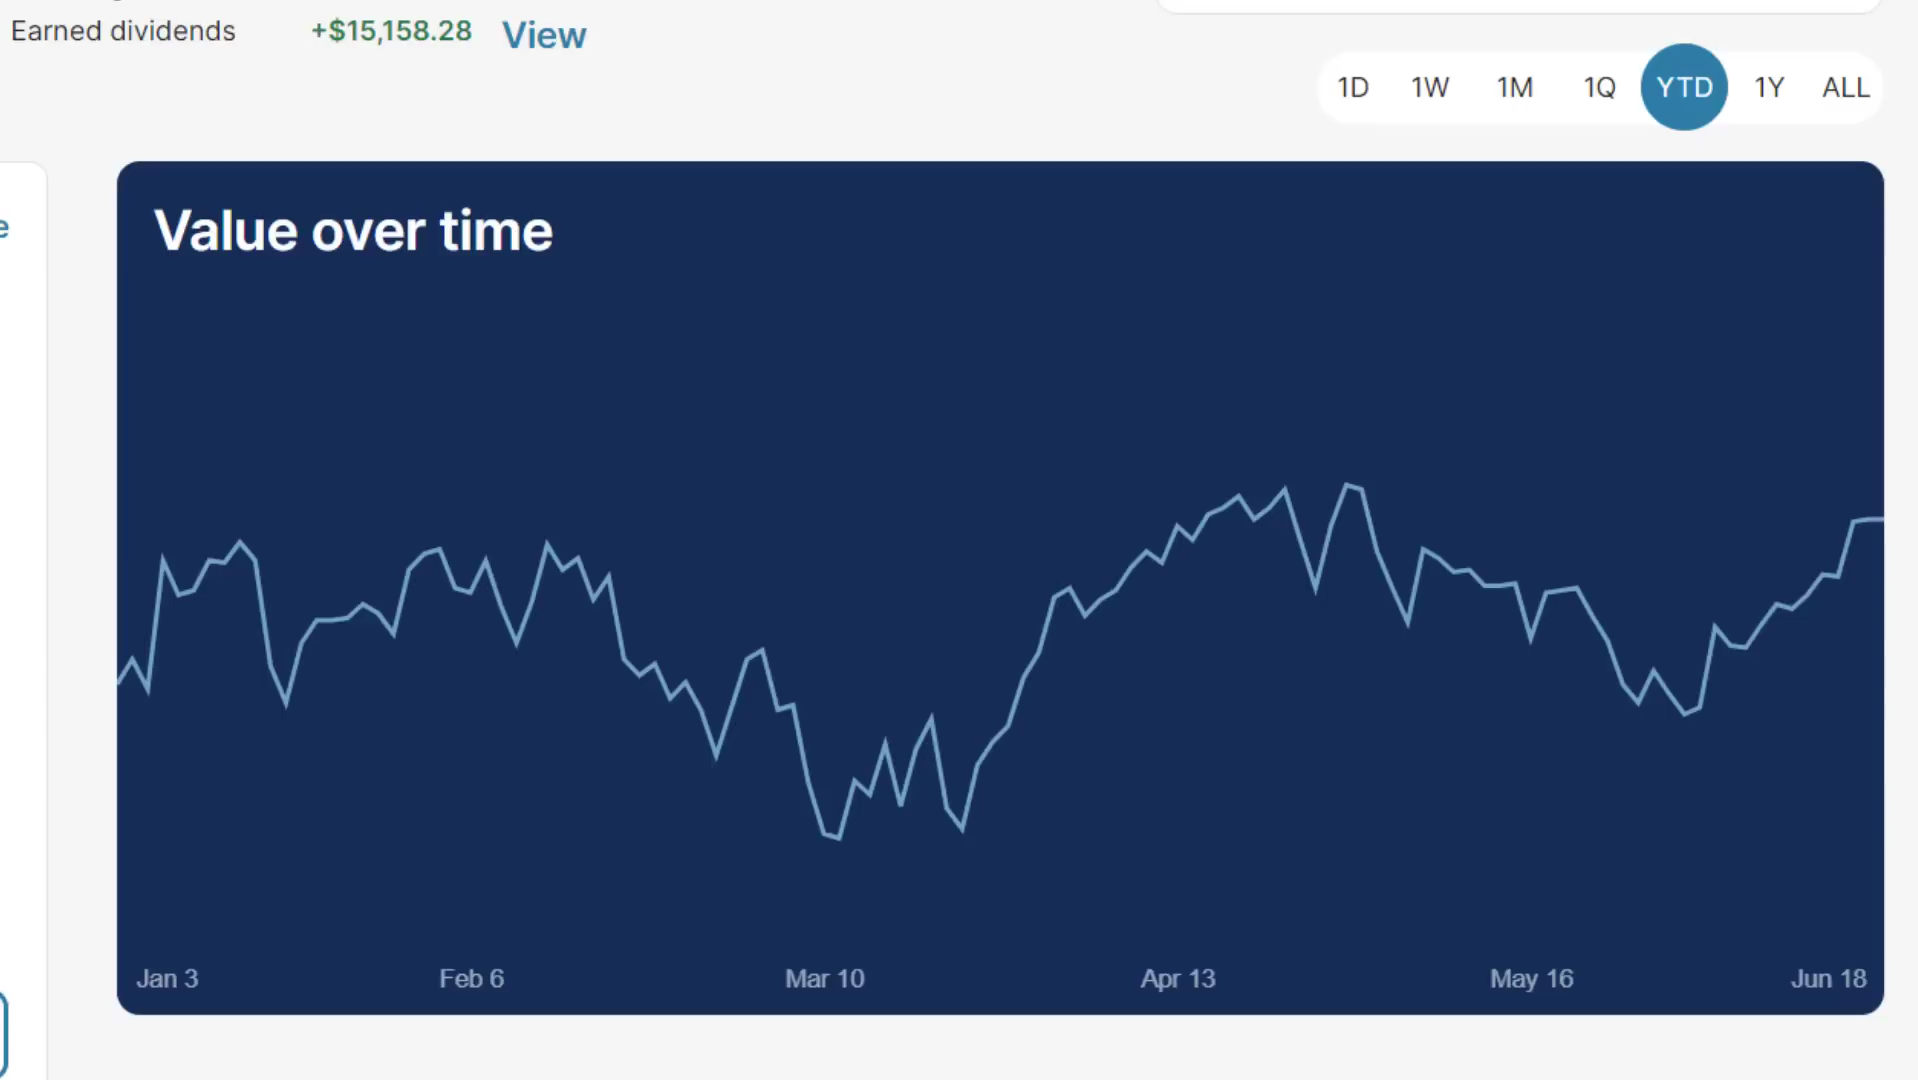 Earned dividends +$15,158.28 View
1D 1W 1M 1Q YTD 1Y ALL
Value over time
Jan 3 Feb 6 Mar 10 Apr 13 May 16 Jun 18